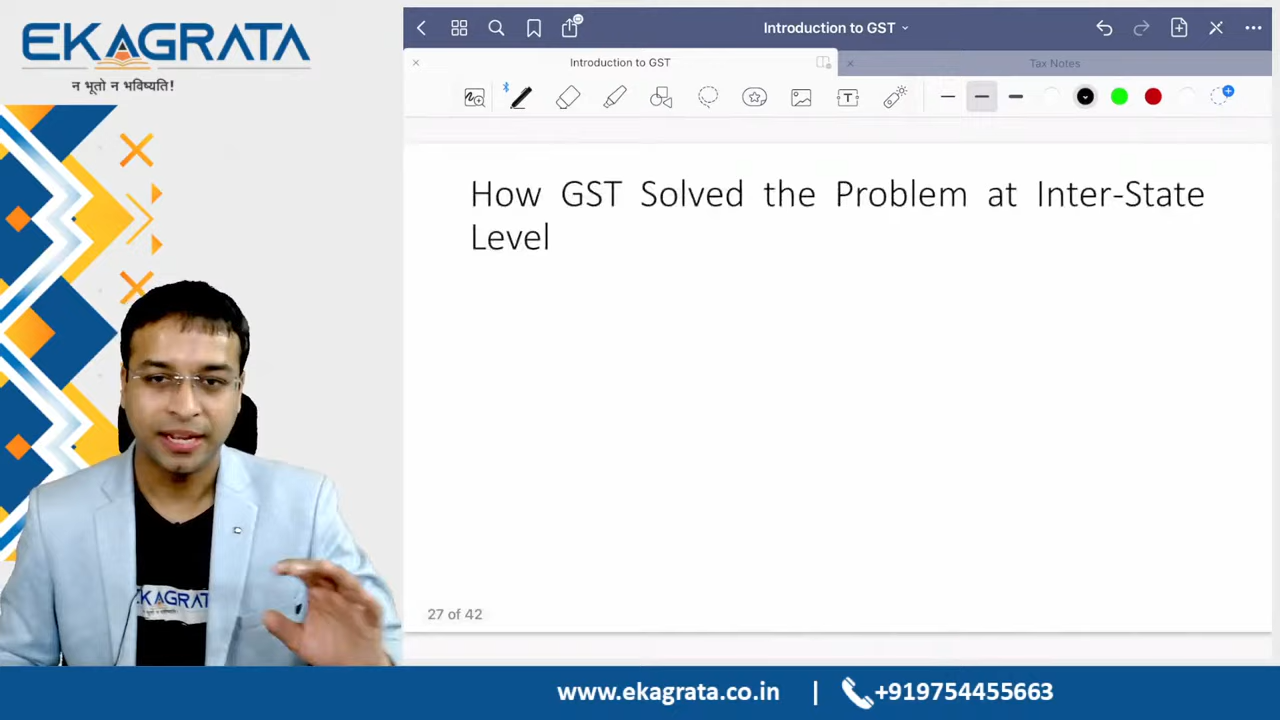 EKAGRATA
न भूतो न भविष्यति!
Introduction to GST
Introduction to GST
Tax Notes
T
How GST Solved the Problem at Inter-State
Level
EKAGRATA
27 of 42
www.ekagrata.co.in | +919754455663